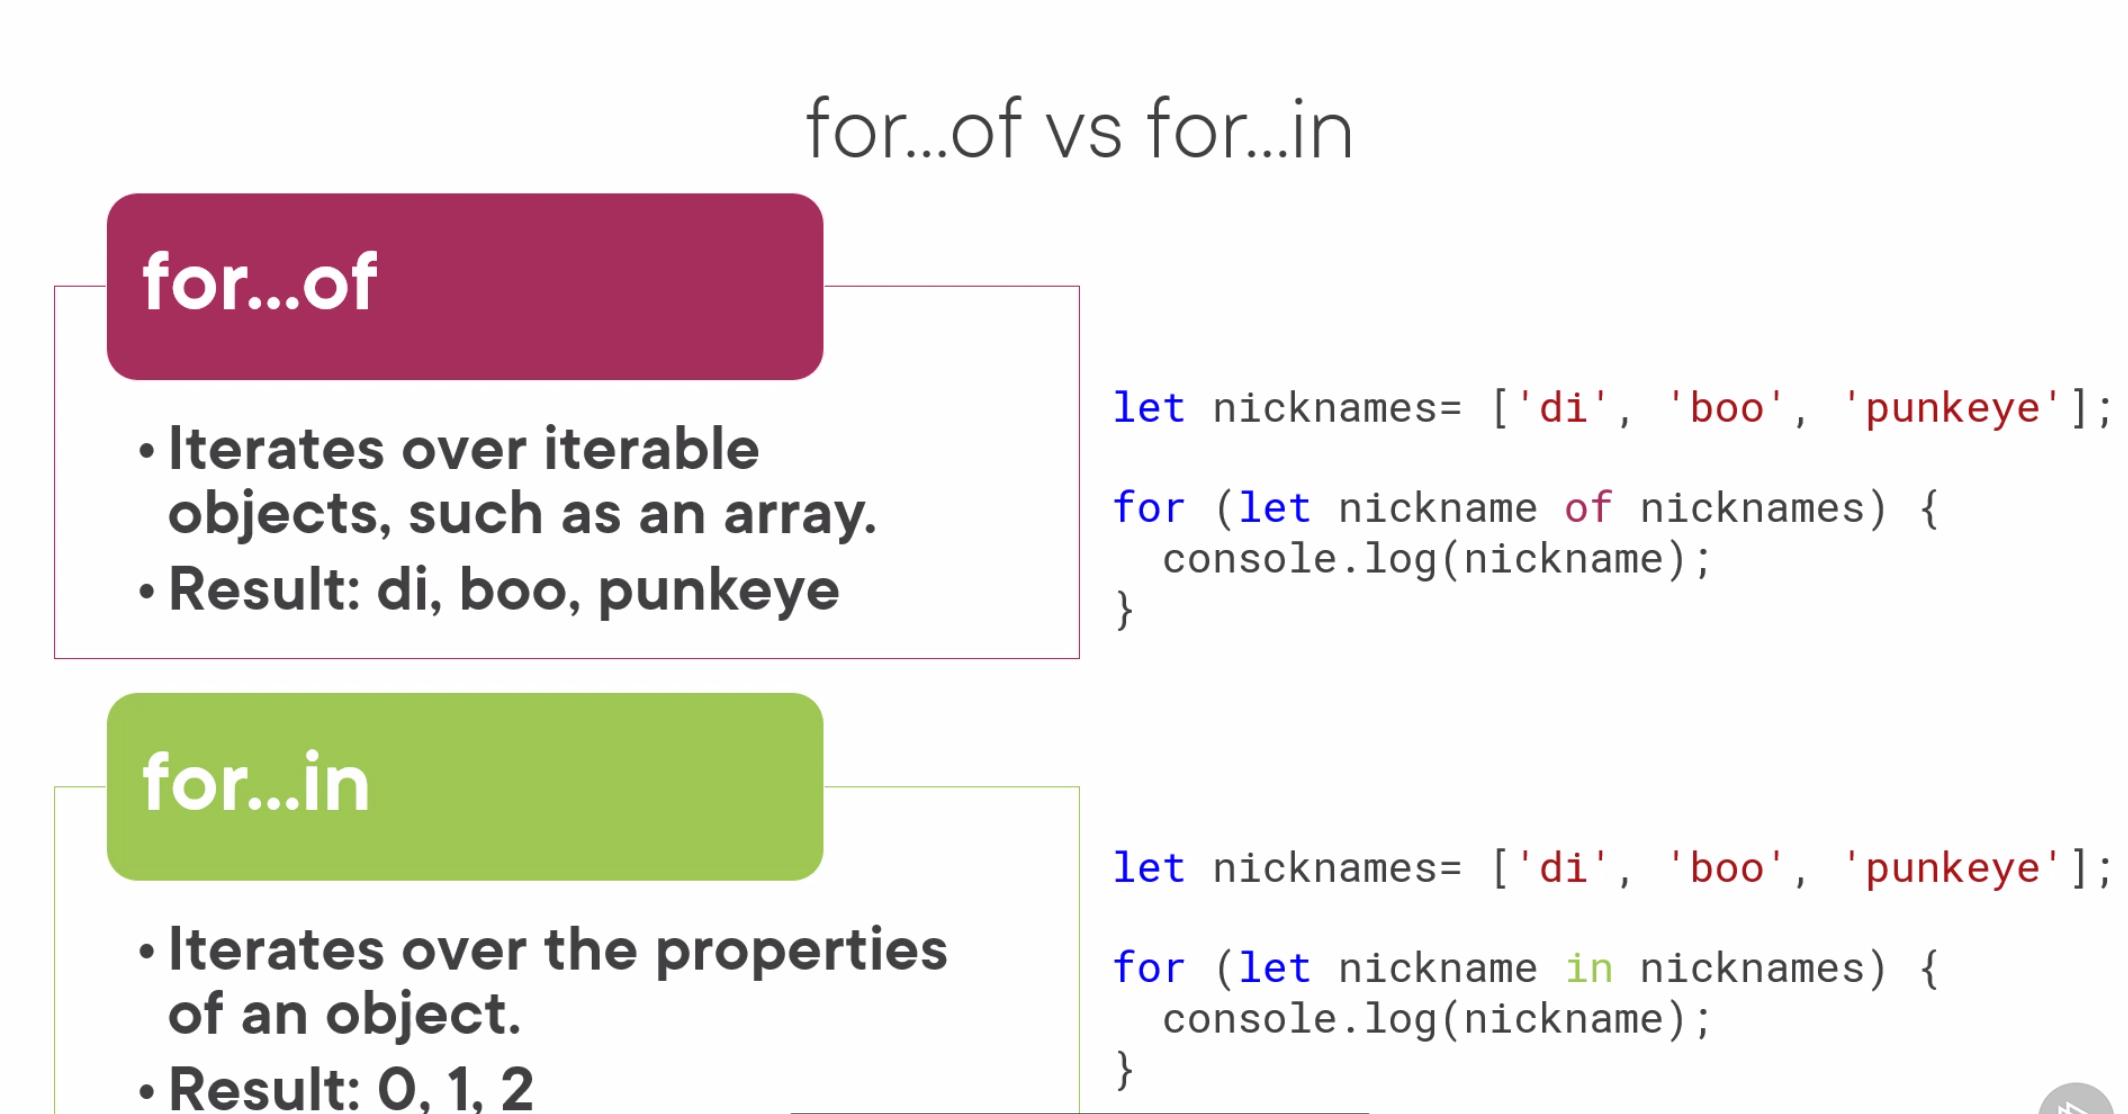 for...of vs for...in
for...of
• Iterates over iterable
objects, such as an array.
• Result: di, boo, punkeye
let nicknames= ['di', 'boo', 'punkeye'];
for (let nickname of nicknames) {
  console.log(nickname);
}
for...in
• Iterates over the properties
of an object.
• Result: 0, 1, 2
let nicknames= ['di', 'boo', 'punkeye'];
for (let nickname in nicknames) {
  console.log(nickname);
}